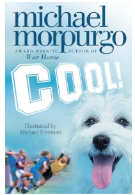 michael
morpurgo
AWARD-WINNING AUTHOR OF
War Horse
COOL!
Illustrated by
Michael Foreman